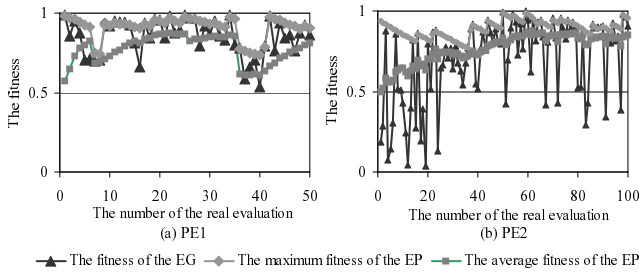 1
0.5
0
The fitness
0 10 20 30 40 50
The number of the real evaluation
(a) PE1
1
0.5
0
The fitness
0 20 40 60 80 100
The number of the real evaluation
(b) PE2
The fitness of the EG The maximum fitness of the EP The average fitness of the EP